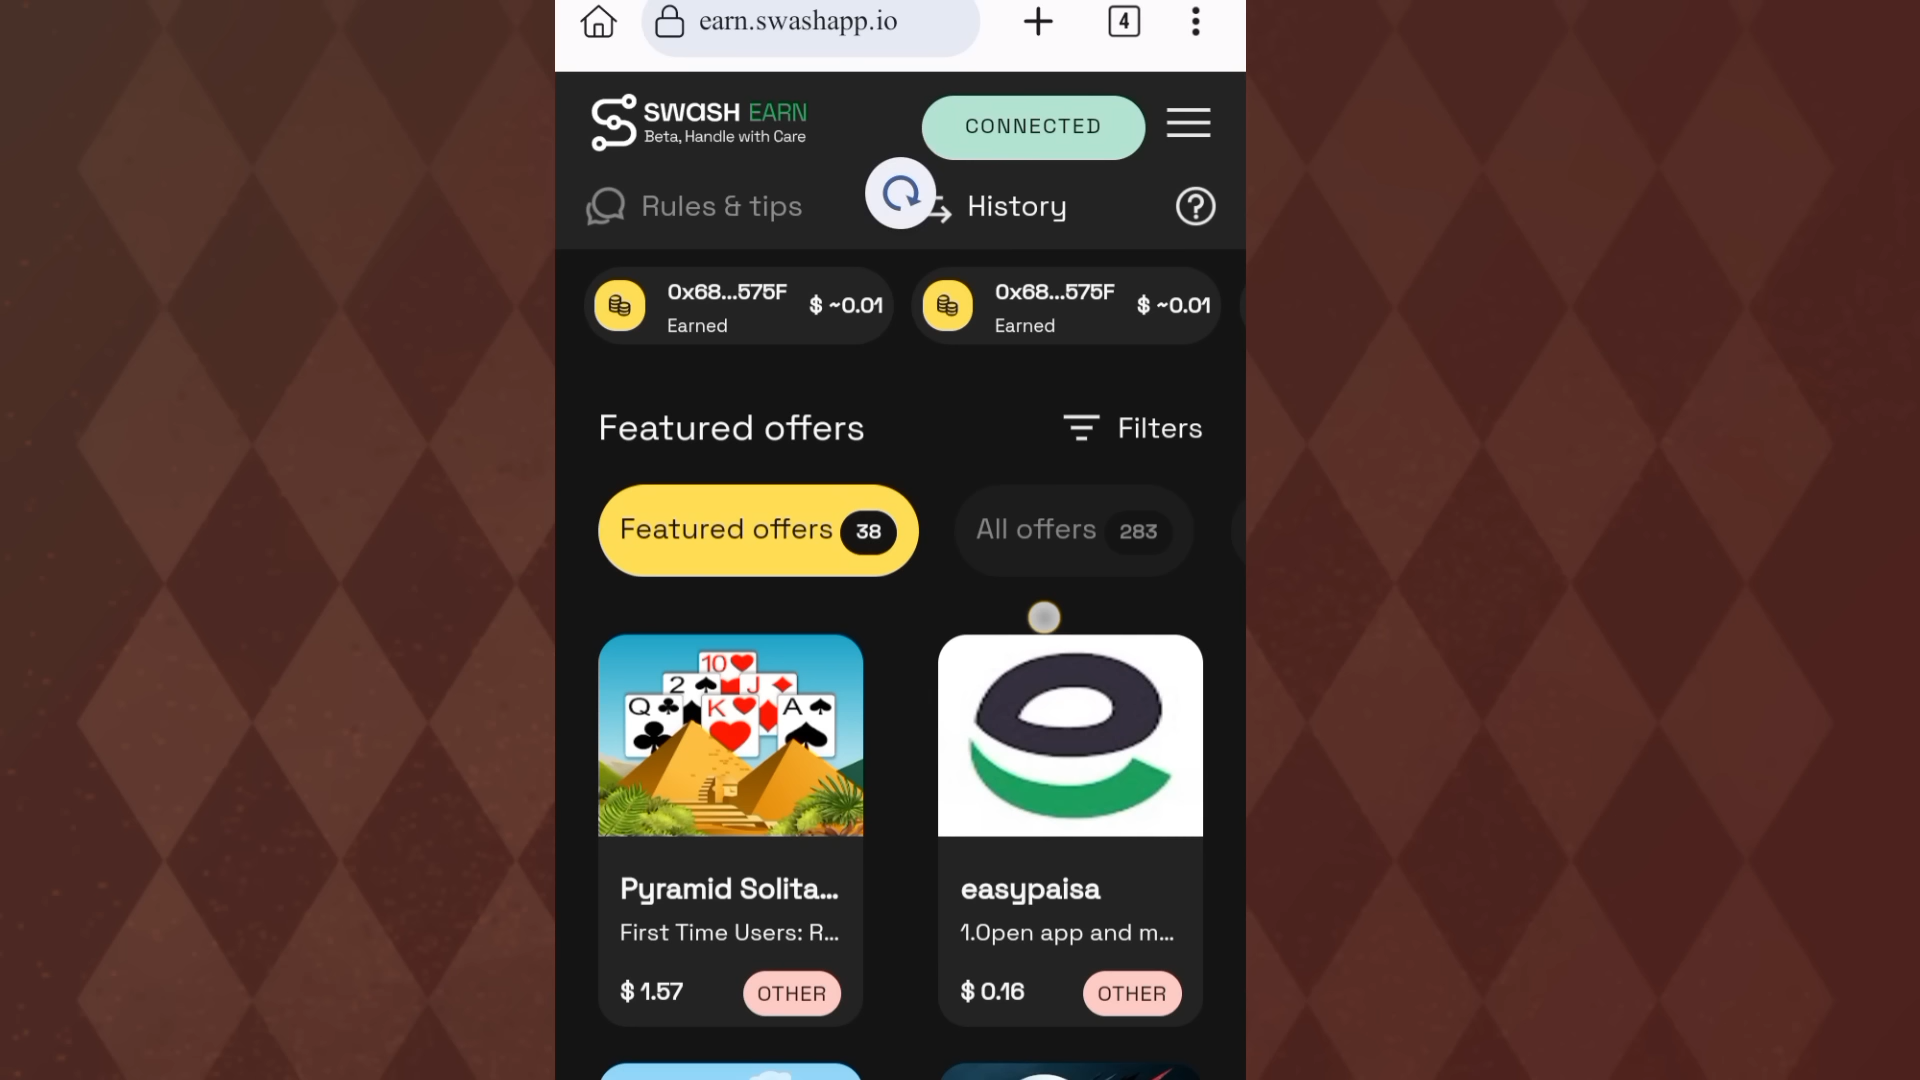 earn.swashapp.io
4
SWASH EARN
Beta, Handle with Care
CONNECTED
Rules & tips
History
?
0x68...575F
Earned
$ ~0.01
0x68...575F
Earned
$ ~0.01
Featured offers
Filters
Featured offers 38
All offers 283
10
2 J
Q K A
Pyramid Solita...
First Time Users: R...
$ 1.57
OTHER
easypaisa
1.Open app and m...
$ 0.16
OTHER